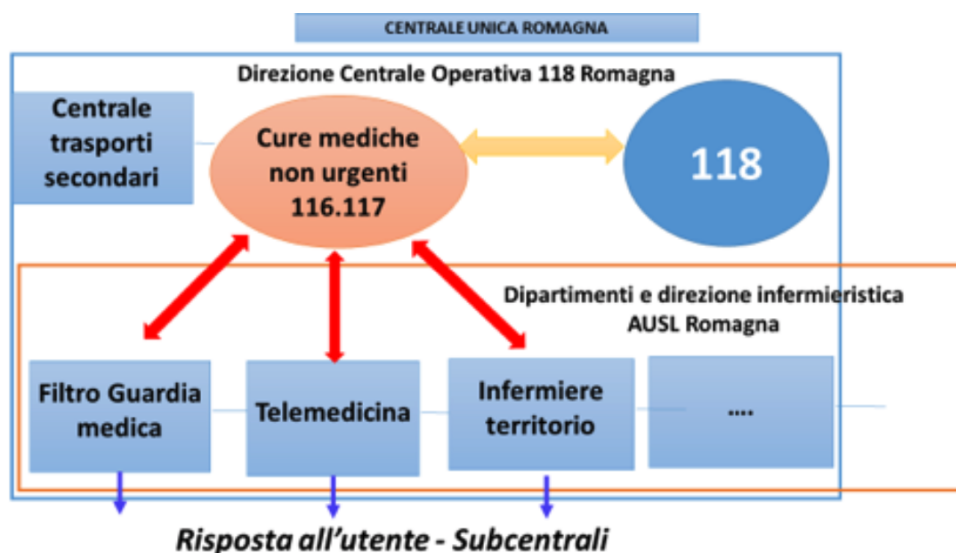 CENTRALE UNICA ROMAGNA
Direzione Centrale Operativa 118 Romagna
Centrale
trasporti
secondari
Cure mediche
non urgenti
116.117
118
Dipartimenti e direzione infermieristica
AUSL Romagna
Filtro Guardia
medica
Telemedicina
Infermiere
territorio
....
Risposta all'utente - Subcentrali